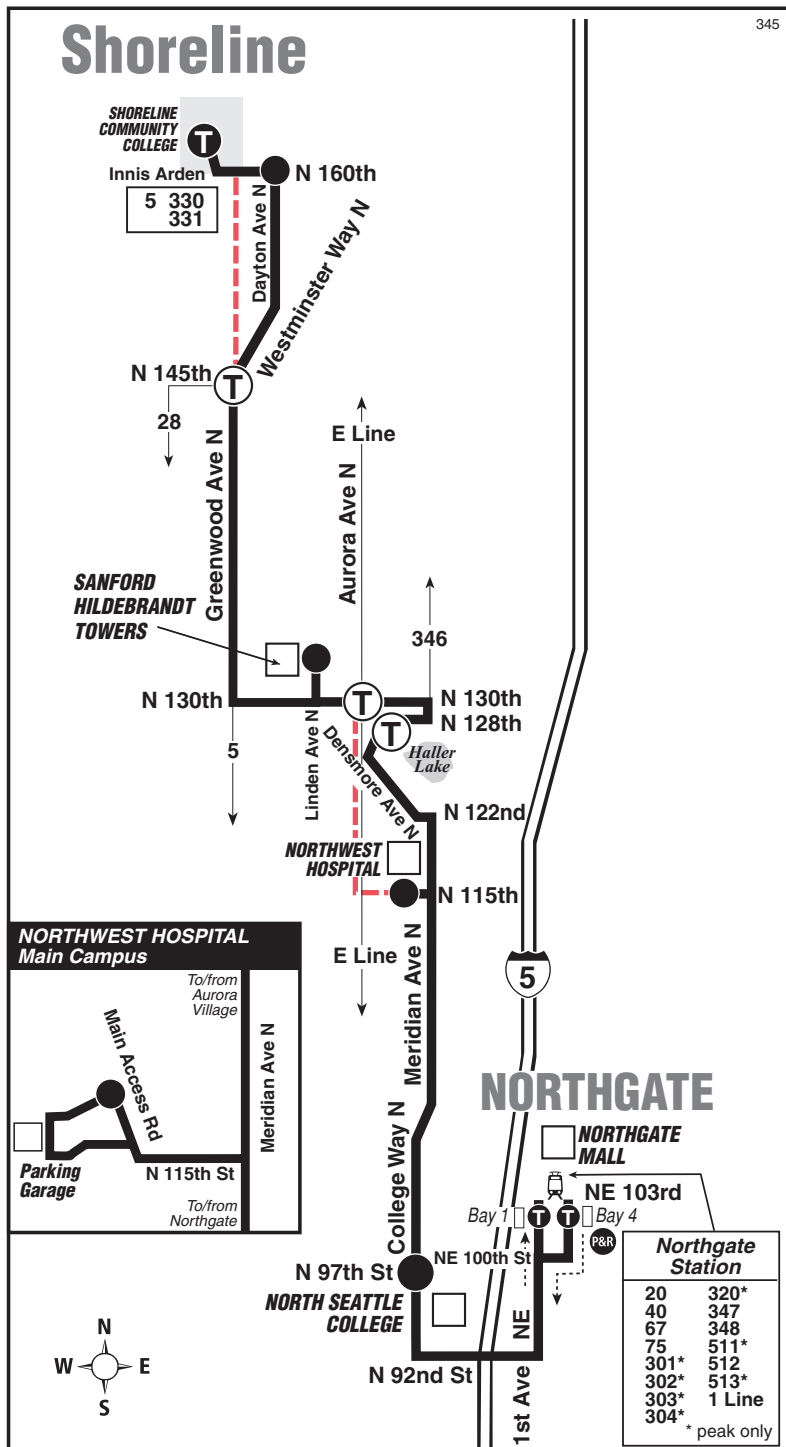 345
Shoreline
SHORELINE
COMMUNITY
COLLEGE
T
Innis Arden
N 160th
5 330
331
Dayton Ave N
Westminster Way N
N 145th
T
28
E Line
Greenwood Ave N
Aurora Ave N
SANFORD
HILDEBRANDT
TOWERS
346
N 130th
T
N 130th
N 128th
T
Haller
Lake
5
Linden Ave N
Densmore Ave N
N 122nd
NORTHWEST
HOSPITAL
N 115th
E Line
5
Meridian Ave N
NORTHWEST HOSPITAL
Main Campus
To/from
Aurora
Village
Main Access Rd
Meridian Ave N
Parking
Garage
N 115th St
To/from
Northgate
NORTHGATE
NORTHGATE
MALL
College Way N
NE 103rd
Bay 1
T
T
Bay 4
P&R
NE 100th St
N 97th St
NORTH SEATTLE
COLLEGE
N 92nd St
1st Ave NE
Northgate
Station
20 320*
40 347
67 348
75 511*
301* 512
302* 513*
303* 1 Line
304*
* peak only
N
W E
S